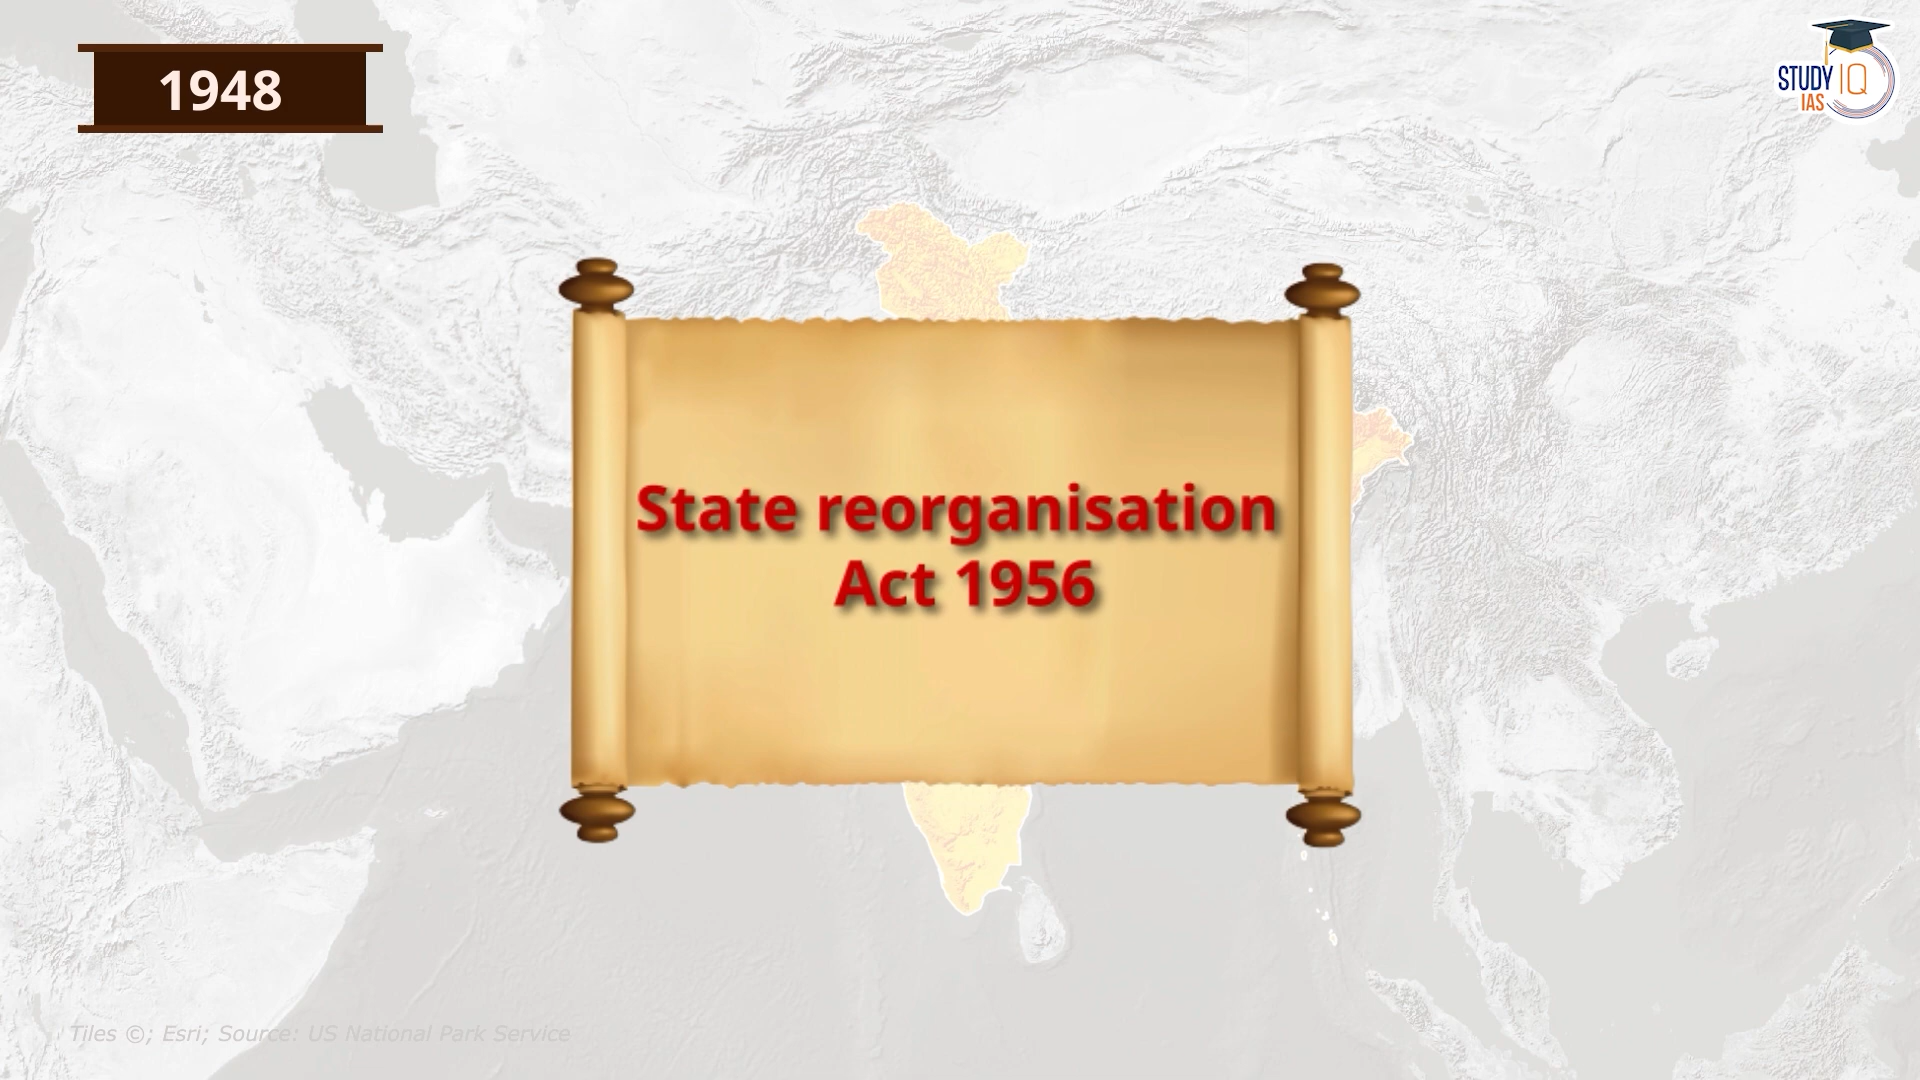 1948
STUDY IQ
IAS
State reorganisation
Act 1956
Tiles ©; Esri; Source: US National Park Service